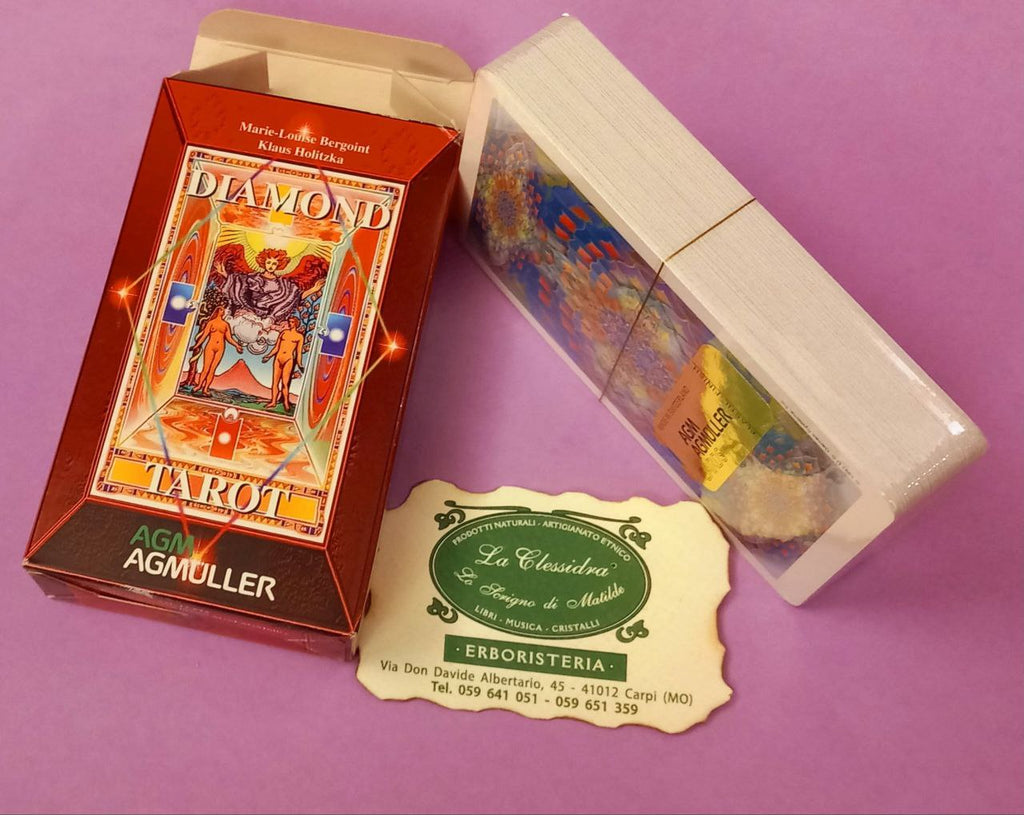 Marie-Louise Bergoint
Klaus Holitzka
DIAMOND
TAROT
AGM
AGMÜLLER
AGM
AGMÜLLER
PRODOTTI NATURALI - ARTIGIANATO ETNICO
La Clessidra
Lo Scrigno di Matilde
LIBRI - MUSICA - CRISTALLI
· ERBORISTERIA ·
Via Don Davide Albertario, 45 - 41012 Carpi (MO)
Tel. 059 641 051 - 059 651 359